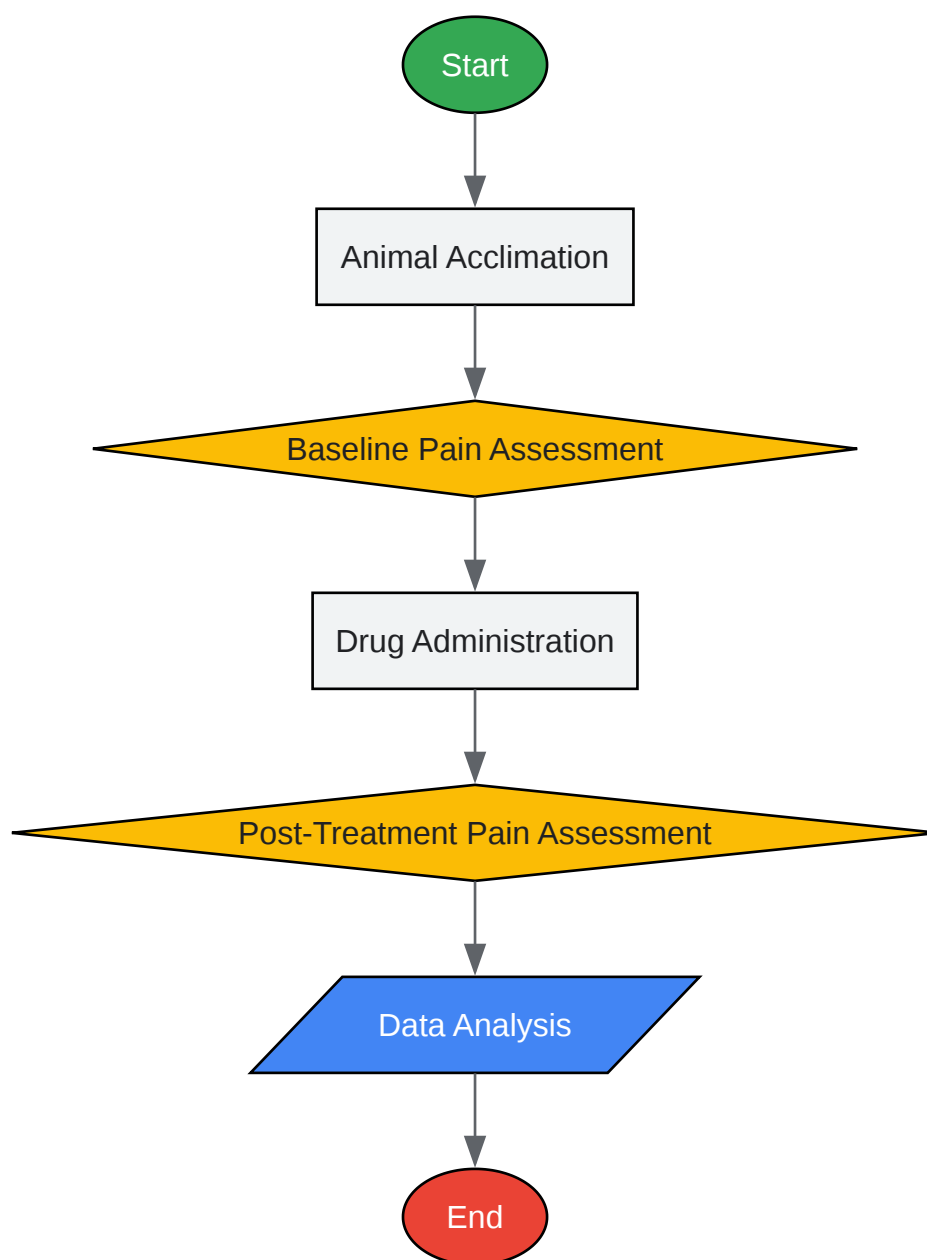 Start
Animal Acclimation
Baseline Pain Assessment
Drug Administration
Post-Treatment Pain Assessment
Data Analysis
End